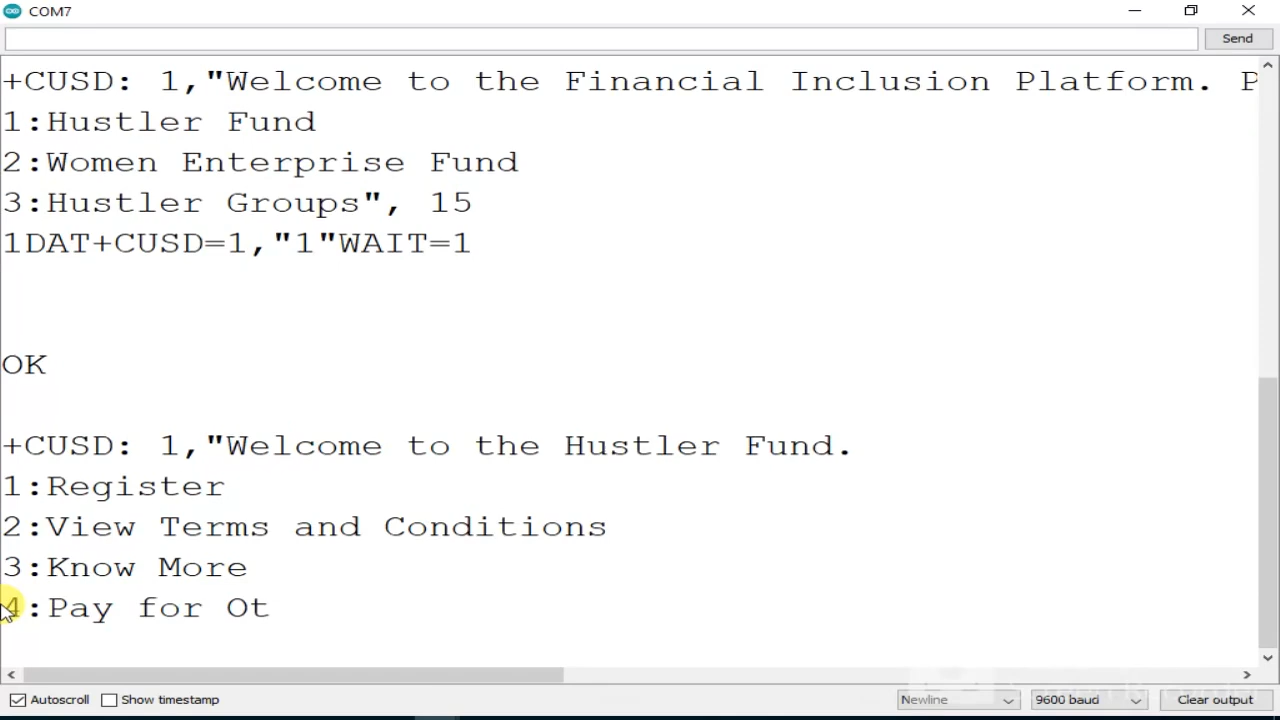 COM7
Send
+CUSD: 1,"Welcome to the Financial Inclusion Platform. P
1:Hustler Fund
2:Women Enterprise Fund
3:Hustler Groups", 15
1DAT+CUSD=1,"1"WAIT=1
OK
+CUSD: 1,"Welcome to the Hustler Fund.
1:Register
2:View Terms and Conditions
3:Know More
4:Pay for Ot
Autoscroll Show timestamp Newline 9600 baud Clear output